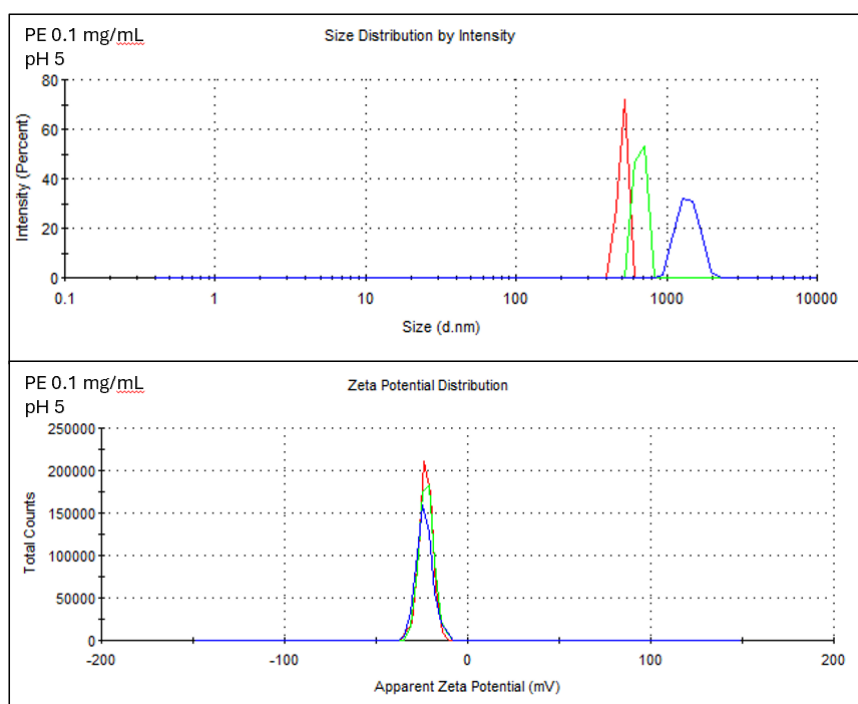 PE 0.1 mg/mL
pH 5
Size Distribution by Intensity
Intensity (Percent)
80
60
40
20
0
0.1 1 10 100 1000 10000
Size (d.nm)
PE 0.1 mg/mL
pH 5
Zeta Potential Distribution
Total Counts
250000
200000
150000
100000
50000
0
-200 -100 0 100 200
Apparent Zeta Potential (mV)